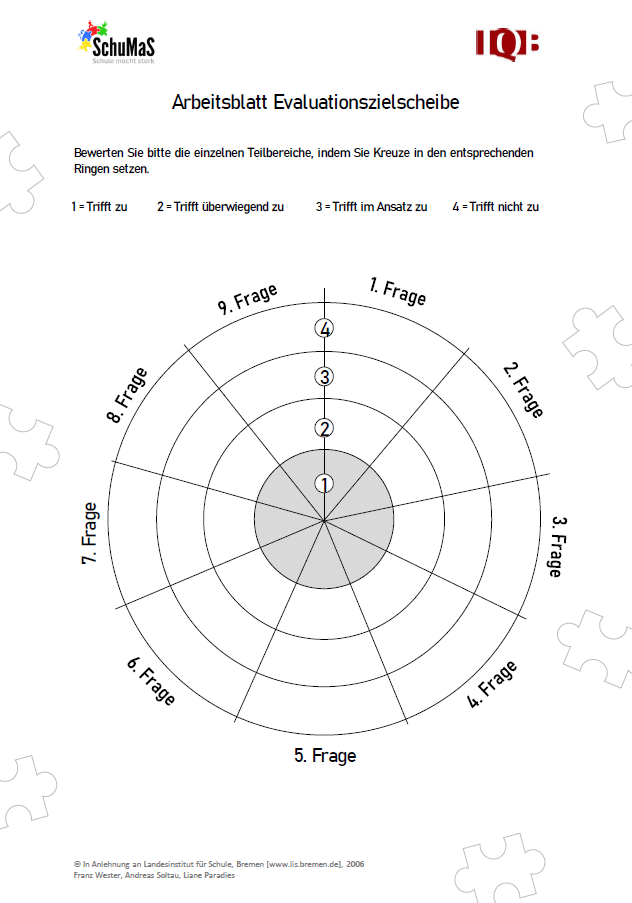 SchuMaS
Schule macht stark
IQB
Arbeitsblatt Evaluationszielscheibe
Bewerten Sie bitte die einzelnen Teilbereiche, indem Sie Kreuze in den entsprechenden
Ringen setzen.
1 = Trifft zu 2 = Trifft überwiegend zu 3 = Trifft im Ansatz zu 4 = Trifft nicht zu
9. Frage
1. Frage
8. Frage
2. Frage
4
3
2
1
7. Frage
3. Frage
6. Frage
4. Frage
5. Frage
® In Anlehnung an Landesinstitut für Schule, Bremen [www.lis.bremen.de], 2006
Franz Wester, Andreas Soltau, Liane Paradies